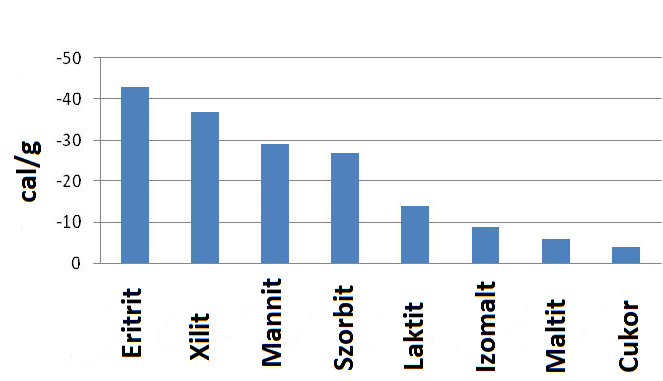 -50
-40
-30
-20
-10
0
cal/g
Eritrit
Xilit
Mannit
Szorbit
Laktit
Izomalt
Maltit
Cukor